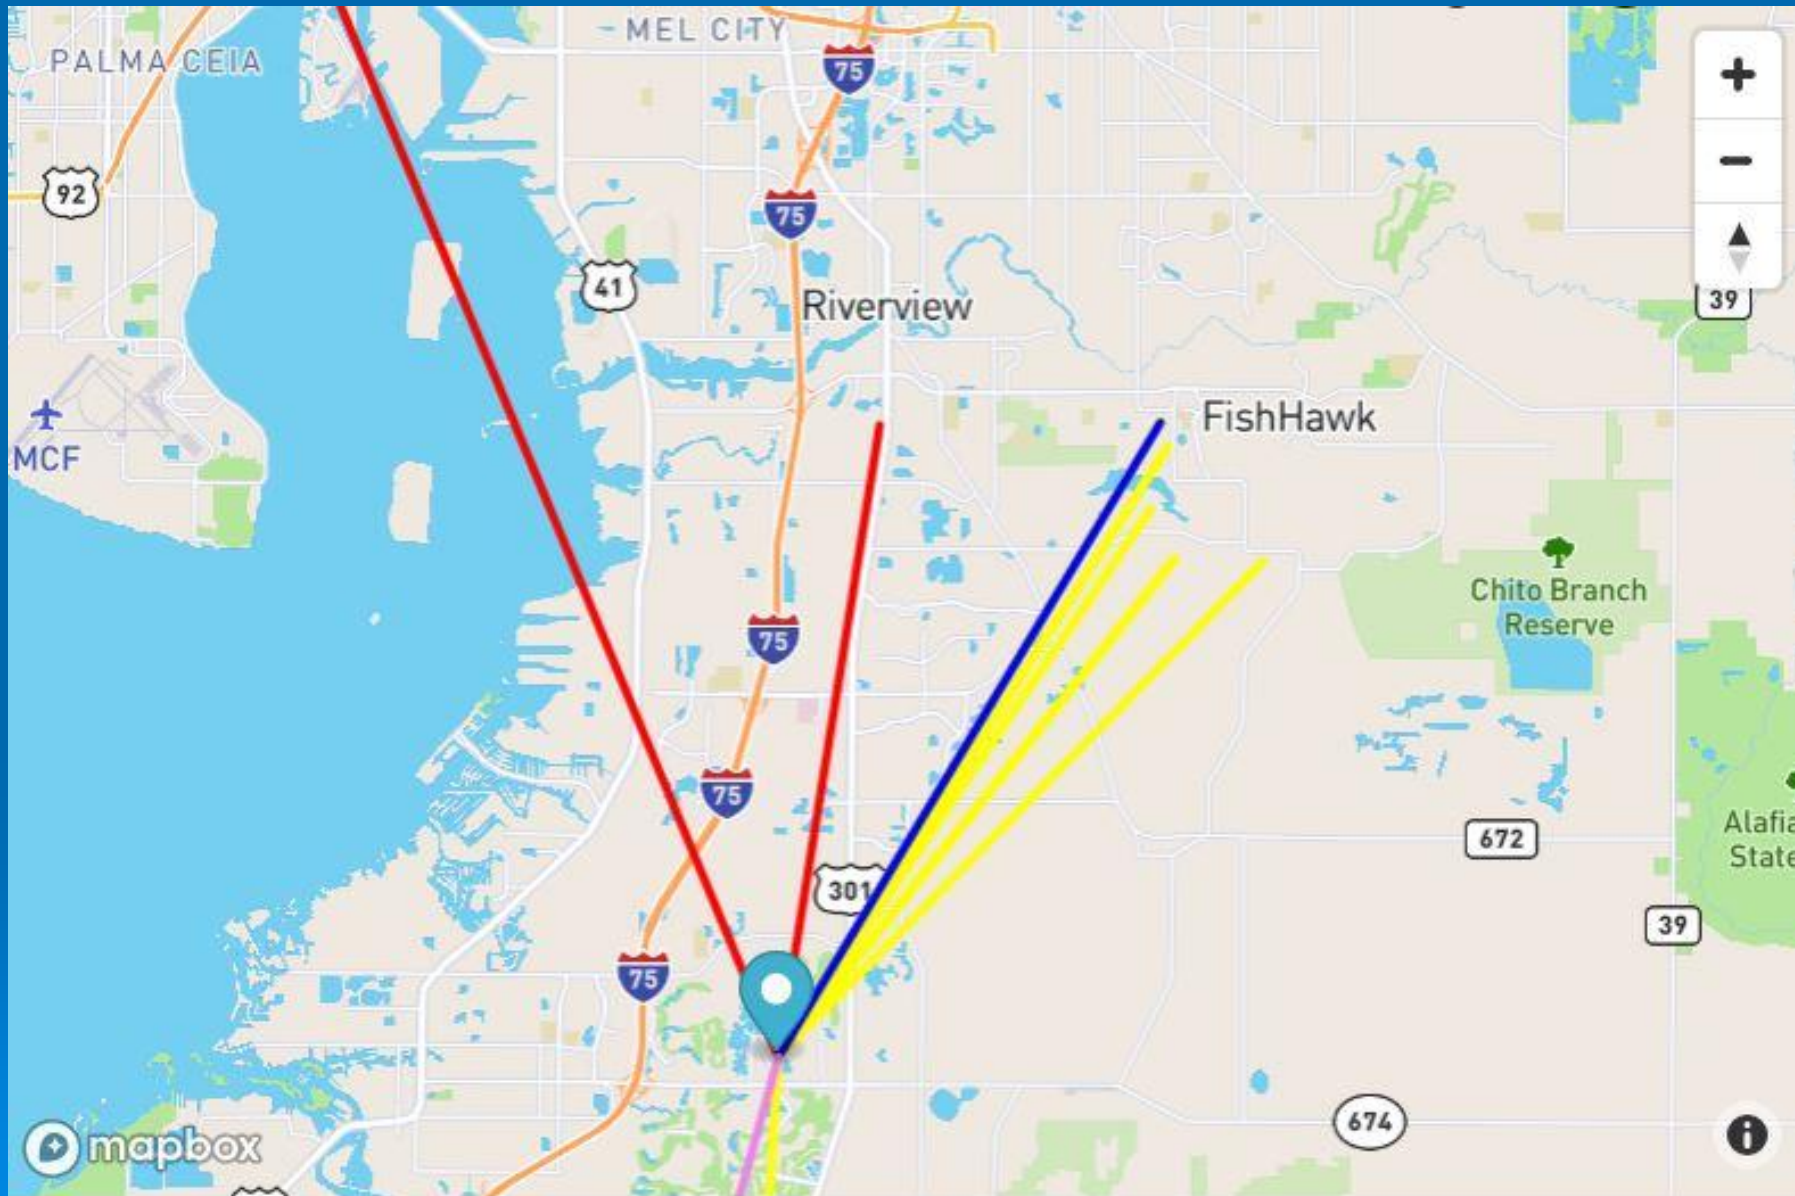 MEL CITY
PALMA CEIA
75
92
75
41
Riverview
39
MCF
FishHawk
Chito Branch
Reserve
75
75
672
Alafia
State
301
39
75
674
mapbox